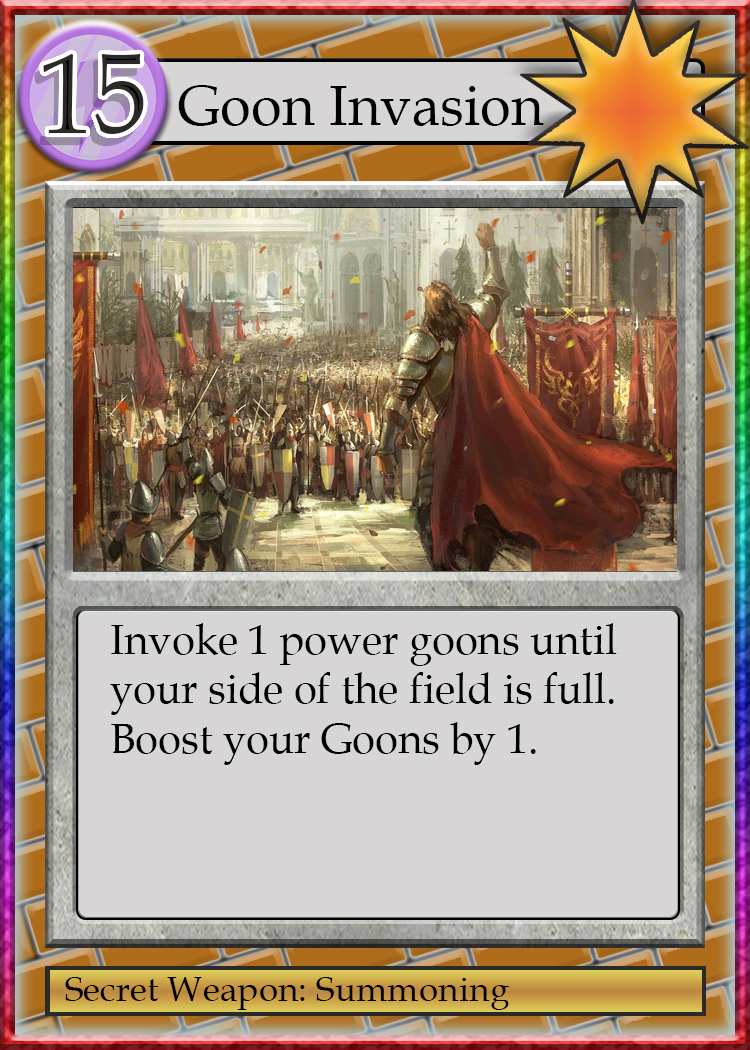 15
Goon Invasion
Invoke 1 power goons until
your side of the field is full.
Boost your Goons by 1.
Secret Weapon: Summoning